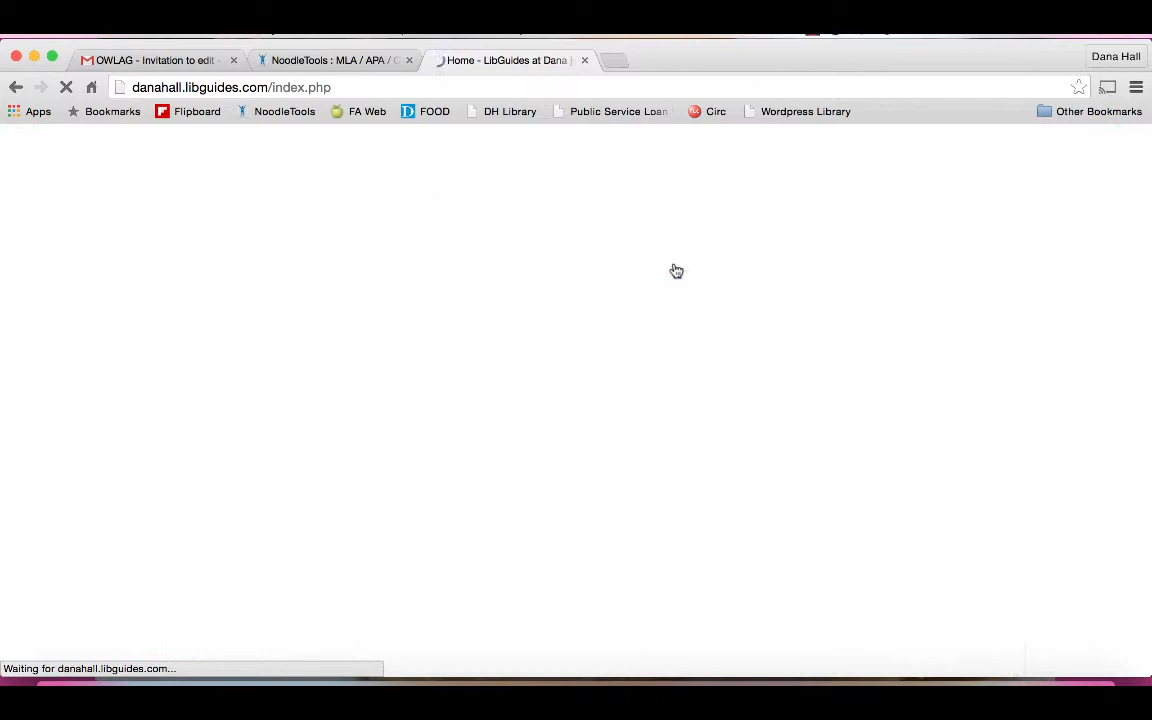 OWLAG - Invitation to edit -
NoodleTools : MLA / APA / C
Home - LibGuides at Dana
Dana Hall
danahall.libguides.com/index.php
Apps
Bookmarks
Flipboard
NoodleTools
FA Web
D FOOD
DH Library
Public Service Loan
YLC Circ
Wordpress Library
Other Bookmarks
Waiting for danahall.libguides.com...